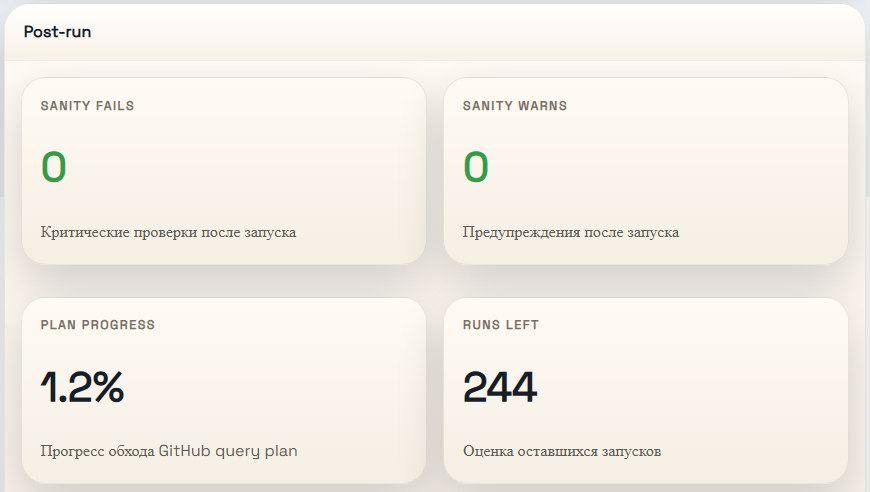 Post-run
SANITY FAILS
0
Критические проверки после запуска
SANITY WARNS
0
Предупреждения после запуска
PLAN PROGRESS
1.2%
Прогресс обхода GitHub query plan
RUNS LEFT
244
Оценка оставшихся запусков